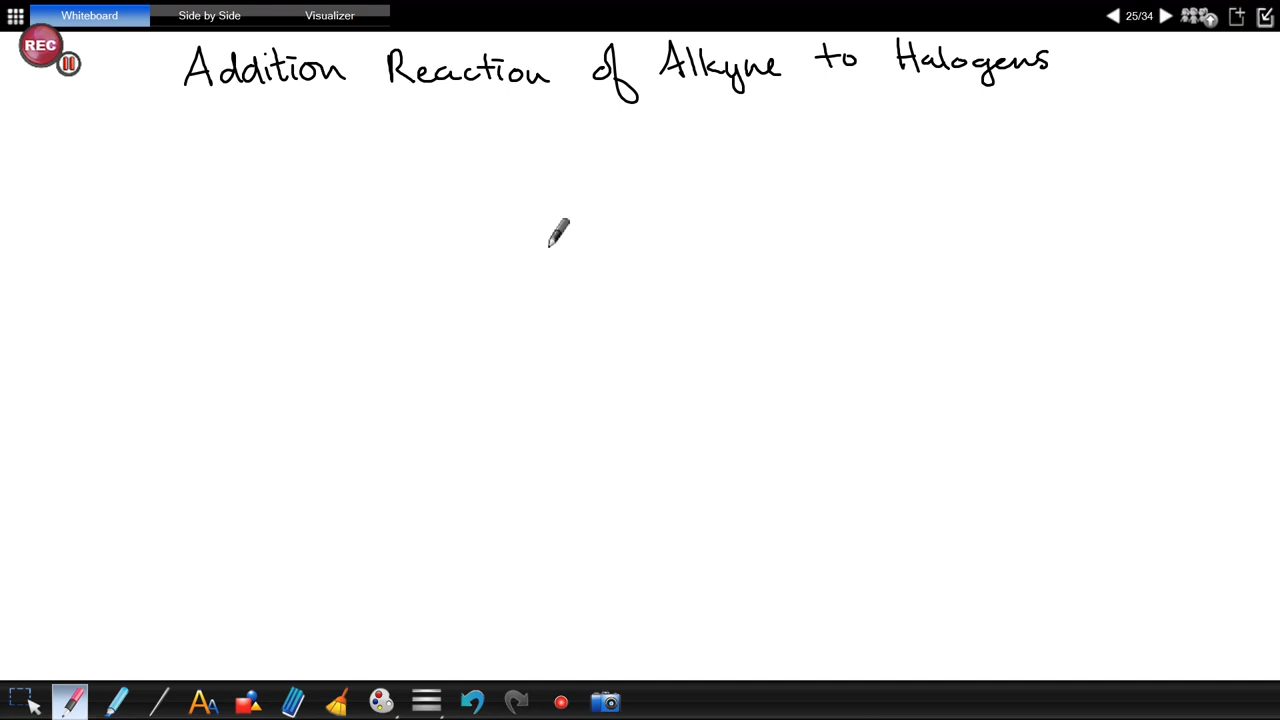 Whiteboard Side by Side Visualizer 25/34
REC
Addition Reaction of Alkyne to Halogens